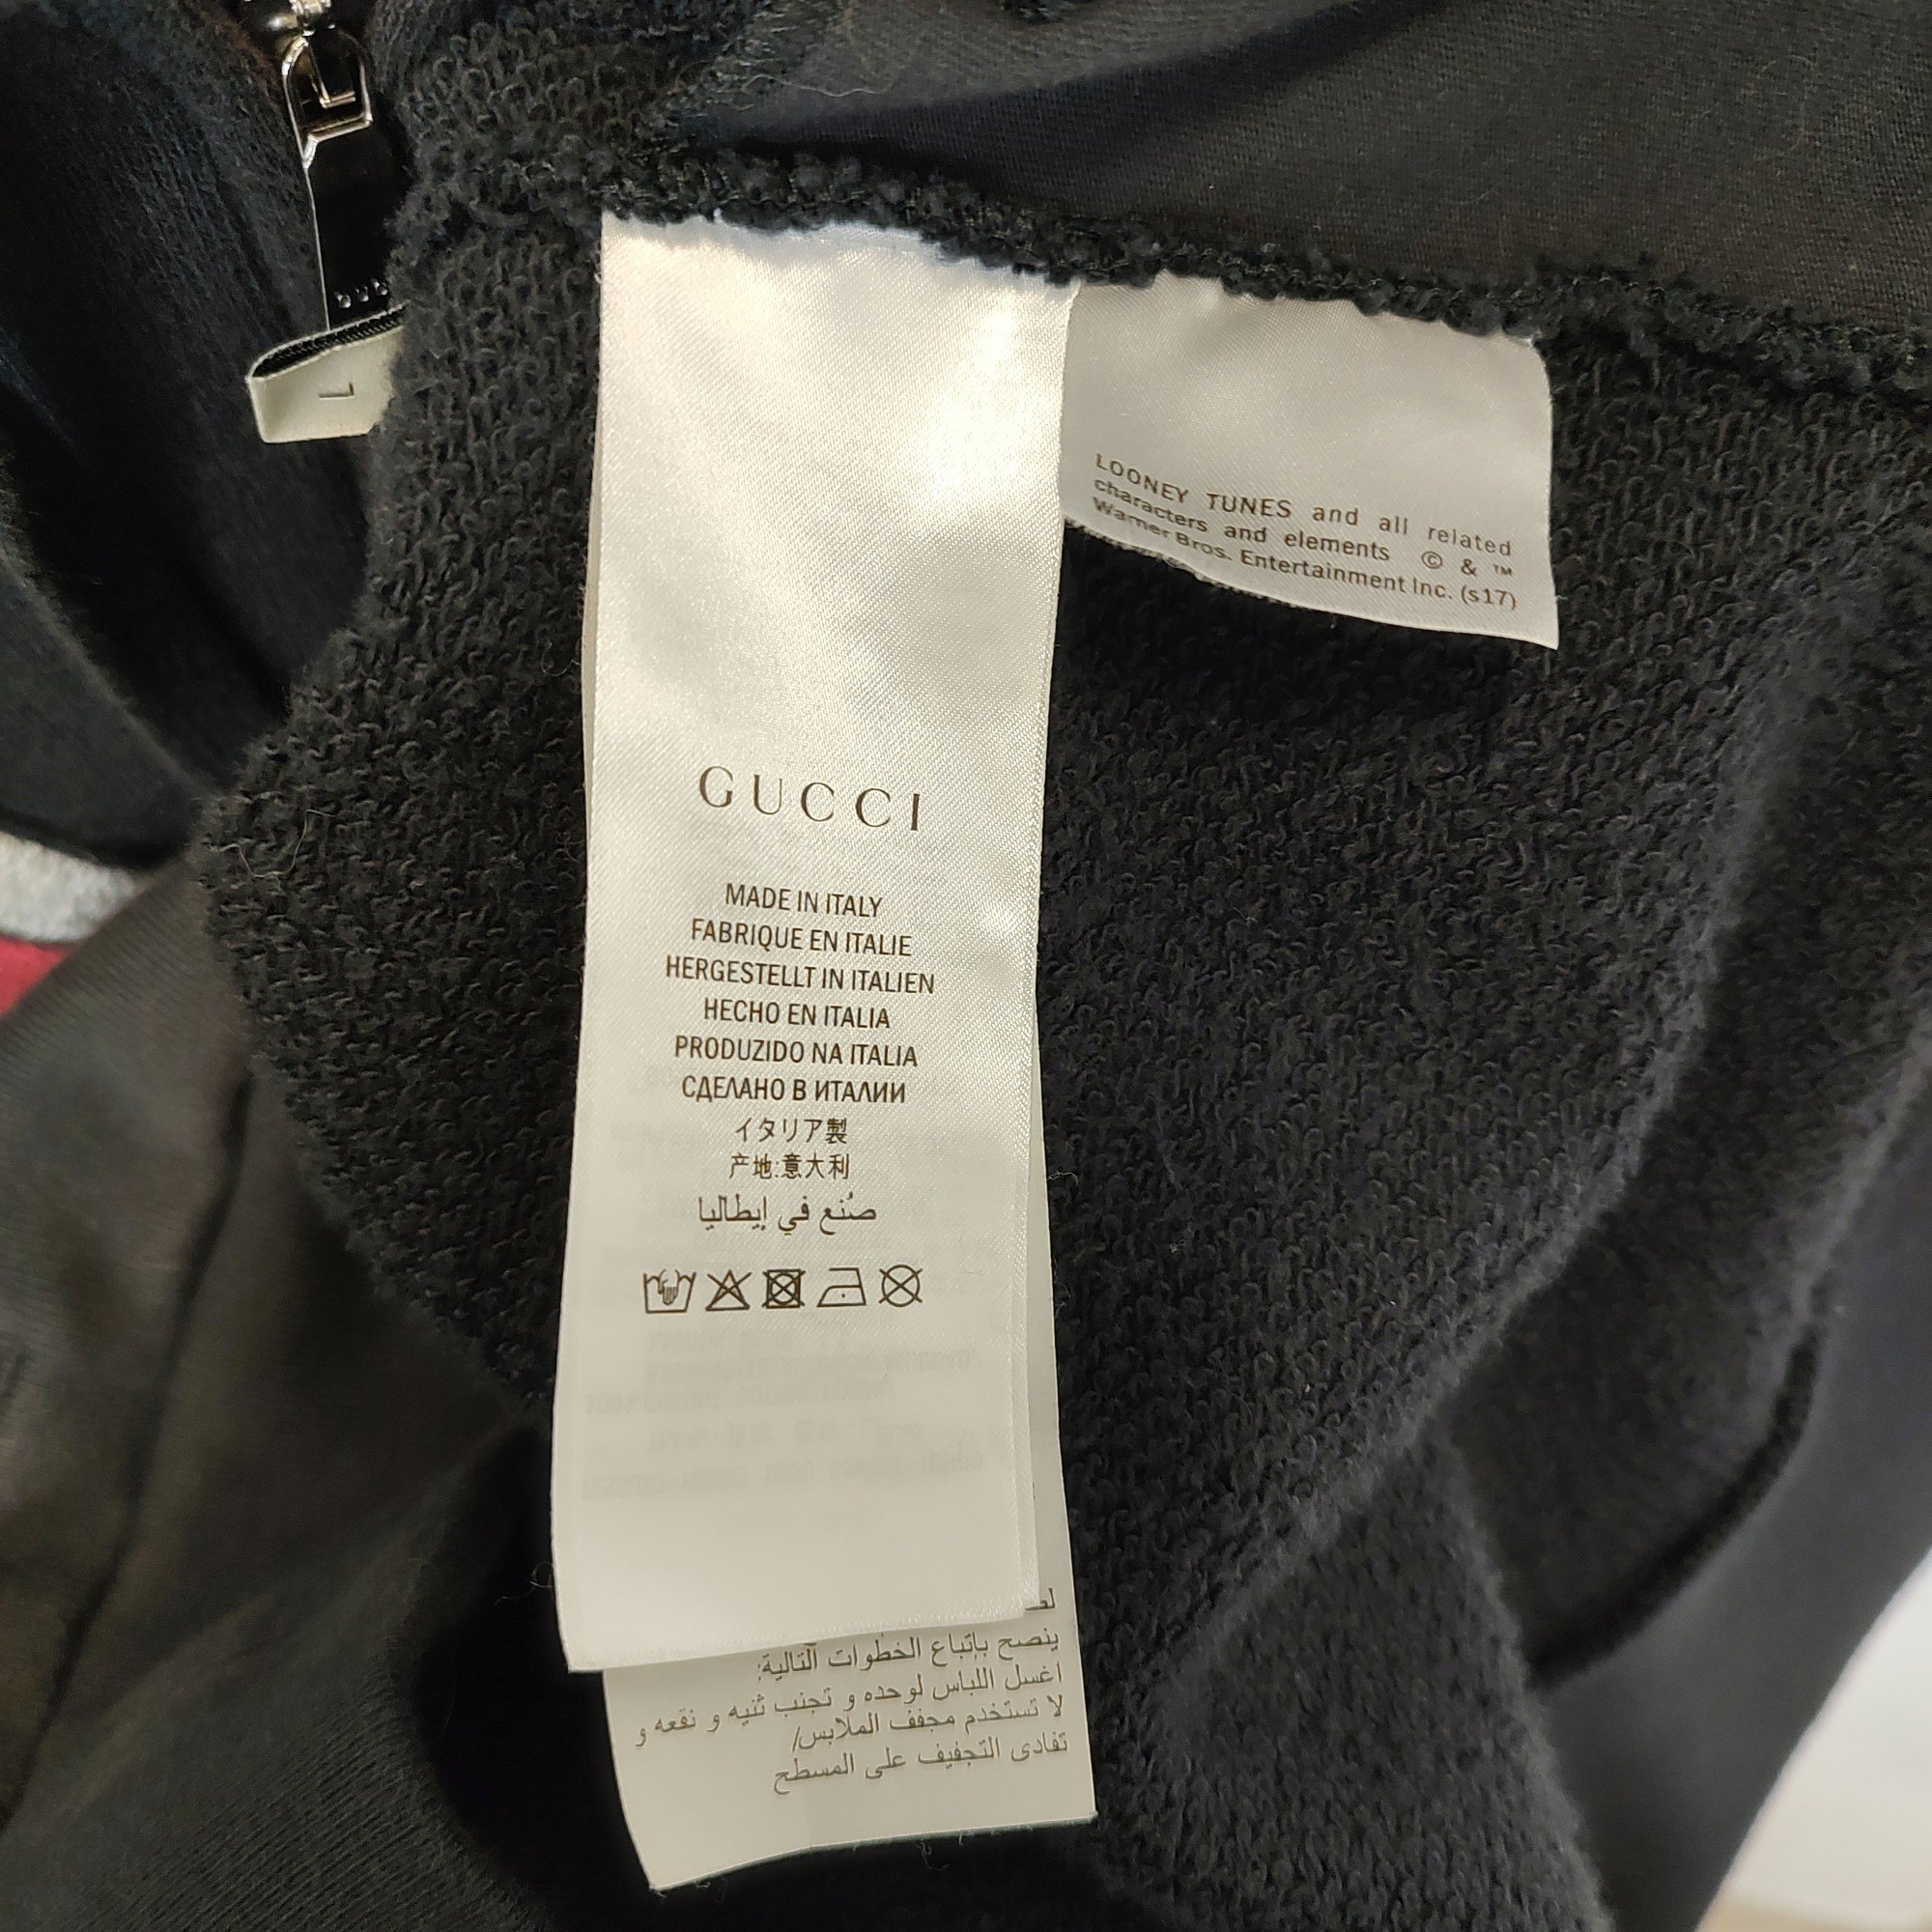 L
LOONEY TUNES and all related
characters and elements © & ™
Warner Bros. Entertainment Inc. (s17)
GUCCI
MADE IN ITALY
FABRIQUE EN ITALIE
HERGESTELLT IN ITALIEN
HECHO EN ITALIA
PRODUZIDO NA ITALIA
СДЕЛАНО В ИТАЛИИ
イタリア製
产地:意大利
صُنع في إيطاليا
ينصح بإتباع الخطوات التالية:
اغسل اللباس لوحده و تجنب ثنيه و نقعه و
لا تستخدم مجفف الملابس/
تفادى التجفيف على المسطح